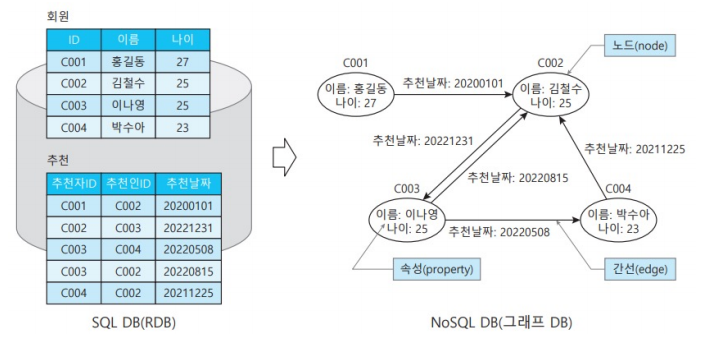 회원
ID 이름 나이
C001 홍길동 27
C002 김철수 25
C003 이나영 25
C004 박수아 23
추천
추천자ID 추천인ID 추천날짜
C001 C002 20200101
C002 C003 20221231
C003 C004 20220508
C003 C002 20220815
C004 C002 20211225
SQL DB(RDB)
노드(node)
C001
이름: 홍길동
나이: 27
추천날짜: 20200101
C002
이름: 김철수
나이: 25
추천날짜: 20221231
추천날짜: 20211225
추천날짜: 20220815
C003
이름: 이나영
나이: 25
추천날짜: 20220508
C004
이름: 박수아
나이: 23
속성(property)
간선(edge)
NoSQL DB(그래프 DB)